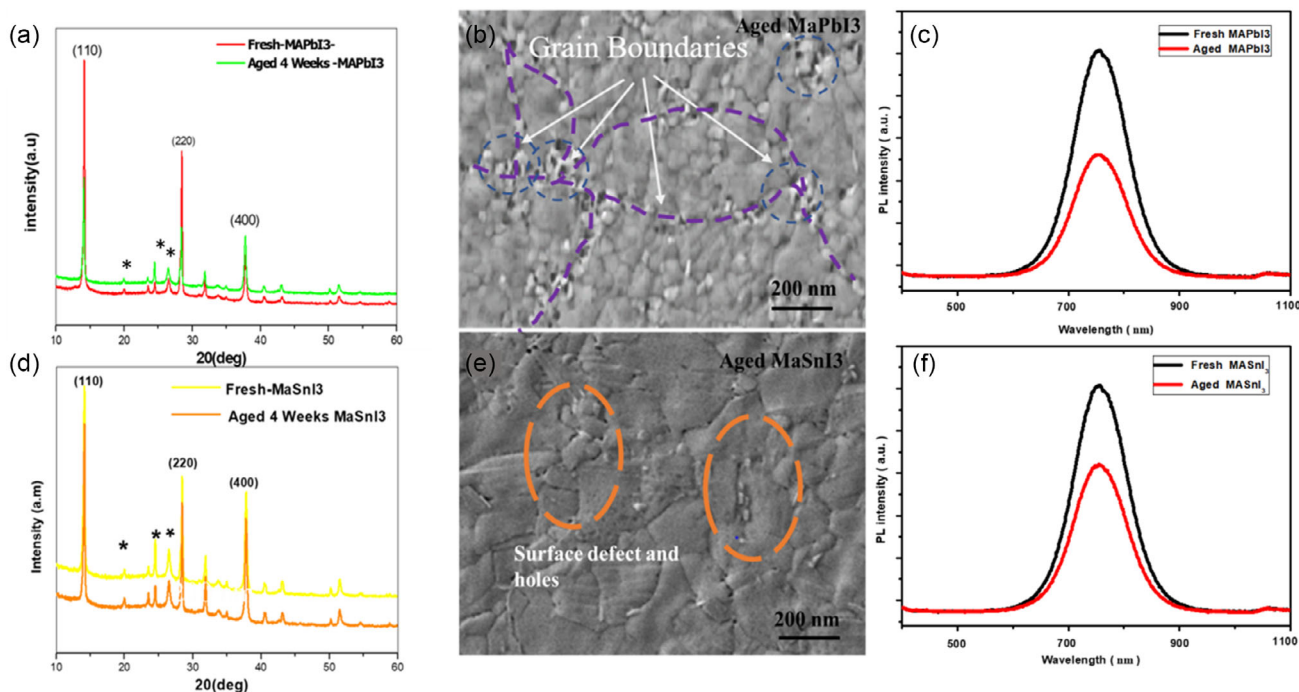 (a)
Fresh-MAPbI3-
Aged 4 Weeks -MAPbI3
(110)
(220)
(400)
*
*
*
intensity(a.u)
10 20 30 40 50 60
20(deg)
(b)
Aged MaPbI3
Grain Boundaries
200 nm
(c)
Fresh MAPbI3
Aged MAPbI3
PL intensity ( a.u. )
500 700 900 1100
Wavelength ( nm)
(d)
(110)
Fresh-MaSnI3
Aged 4 Weeks MaSnI3
(220)
(400)
*
*
*
Intensity (a.m)
10 20 30 40 50 60
20(deg)
(e)
Aged MaSnI3
Surface defect and
holes
200 nm
(f)
Fresh MASnI₃
Aged MASnI₃
PL intensity ( a.u. )
500 700 900 1100
Wavelength ( nm)